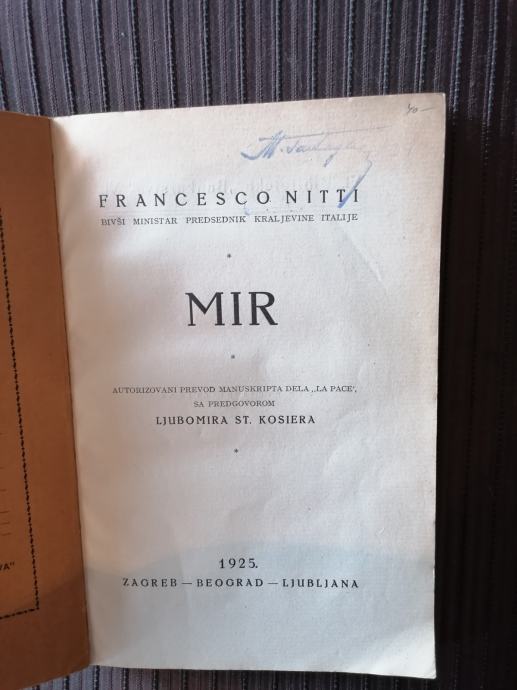 40—
FRANCESCO NITTI
BIVŠI MINISTAR PREDSEDNIK KRALJEVINE ITALIJE
*
MIR
*
AUTORIZOVANI PREVOD MANUSKRIPTA DELA „LA PACE',
SA PREDGOVOROM
LJUBOMIRA ST. KOSIERA
*
1925.
ZAGREB — BEOGRAD — LJUBLJANA